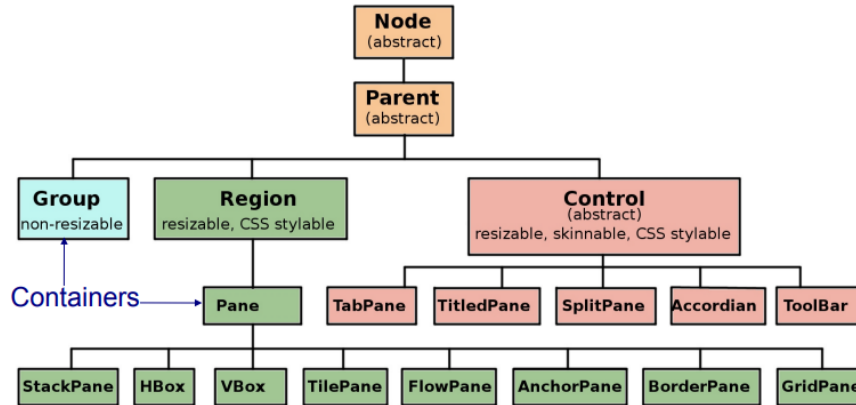 Node
(abstract)
Parent
(abstract)
Group
non-resizable
Region
resizable, CSS stylable
Control
(abstract)
resizable, skinnable, CSS stylable
Containers
Pane
TabPane
TitledPane
SplitPane
Accordian
ToolBar
StackPane
HBox
VBox
TilePane
FlowPane
AnchorPane
BorderPane
GridPane